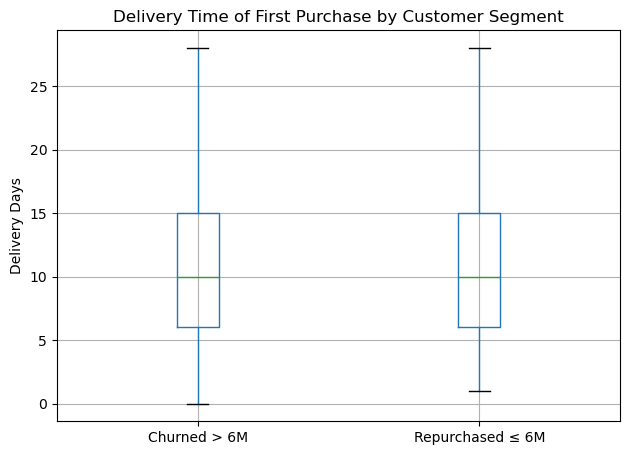 Delivery Time of First Purchase by Customer Segment
Delivery Days
25
20
15
10
5
0
Churned > 6M
Repurchased ≤ 6M